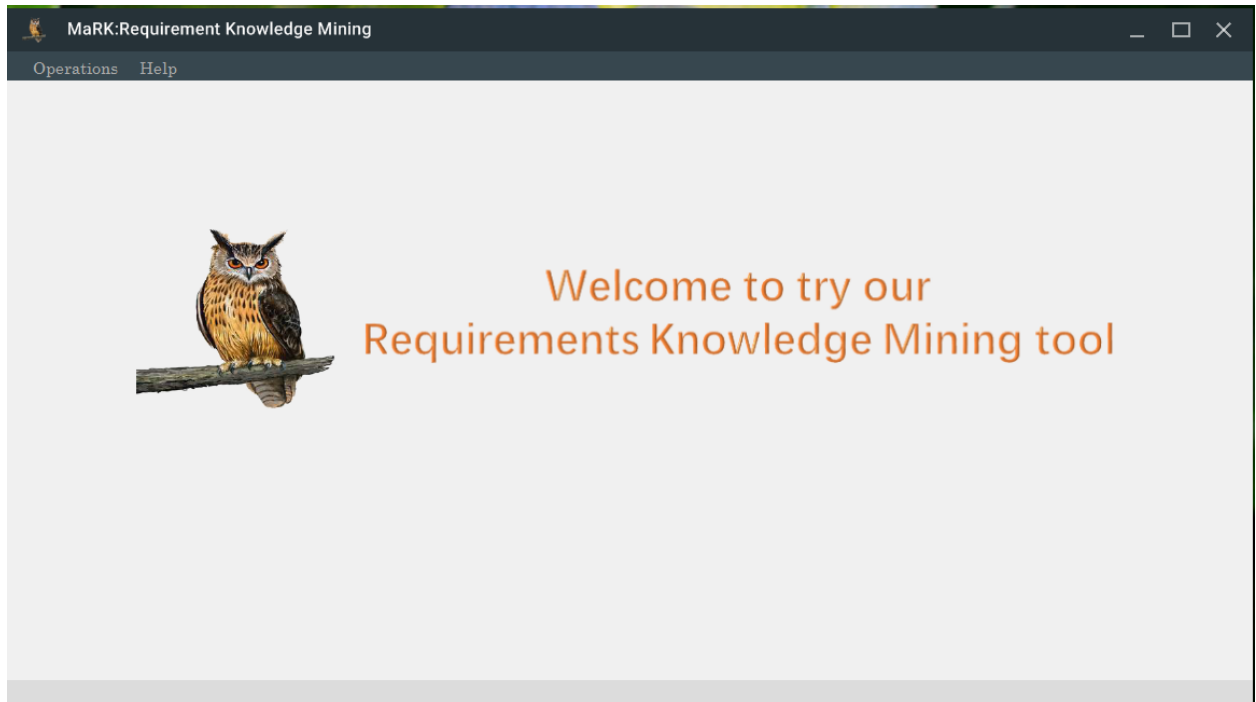 MaRK:Requirement Knowledge Mining
Operations Help
Welcome to try our
Requirements Knowledge Mining tool